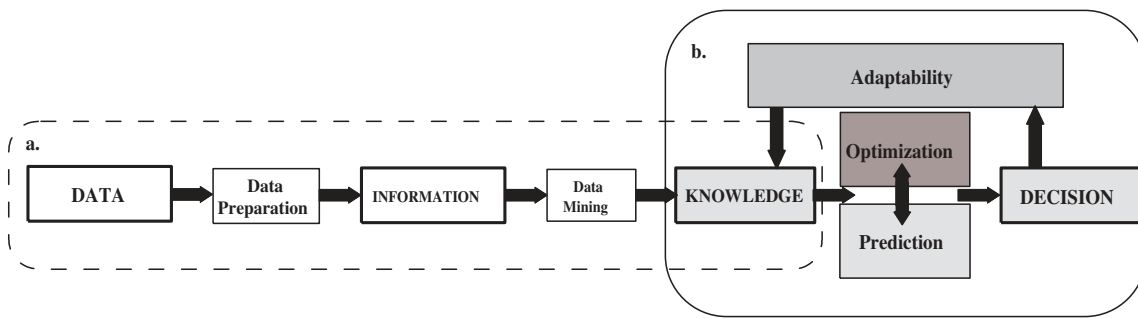 b.
Adaptability
a.
Optimization
DATA
Data
Preparation
INFORMATION
Data
Mining
KNOWLEDGE
DECISION
Prediction